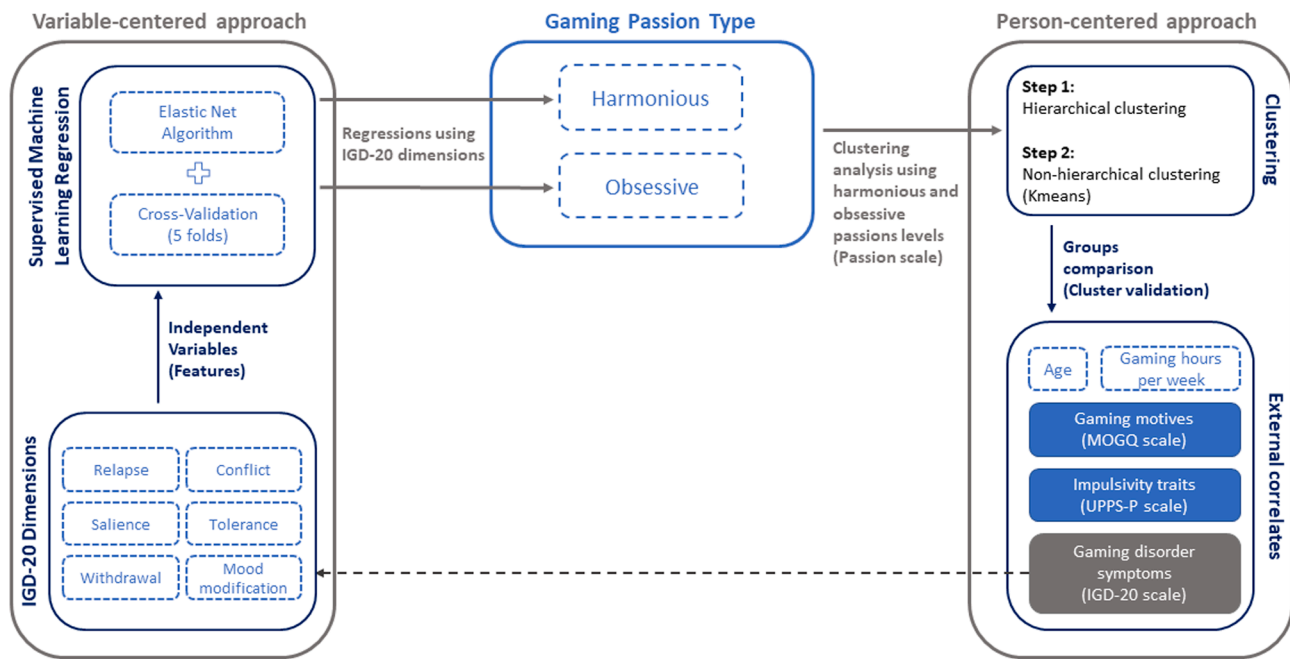 Variable-centered approach
Gaming Passion Type
Person-centered approach
Supervised Machine
Learning Regression
Elastic Net
Algorithm
Cross-Validation
(5 folds)
Independent
Variables
(Features)
IGD-20 Dimensions
Relapse
Conflict
Salience
Tolerance
Withdrawal
Mood
modification
Regressions using
IGD-20 dimensions
Harmonious
Obsessive
Clustering
analysis using
harmonious and
obsessive
passions levels
(Passion scale)
Step 1:
Hierarchical clustering
Step 2:
Non-hierarchical clustering
(Kmeans)
Clustering
Groups
comparison
(Cluster validation)
Age
Gaming hours
per week
Gaming motives
(MOGQ scale)
Impulsivity traits
(UPPS-P scale)
Gaming disorder
symptoms
(IGD-20 scale)
External correlates